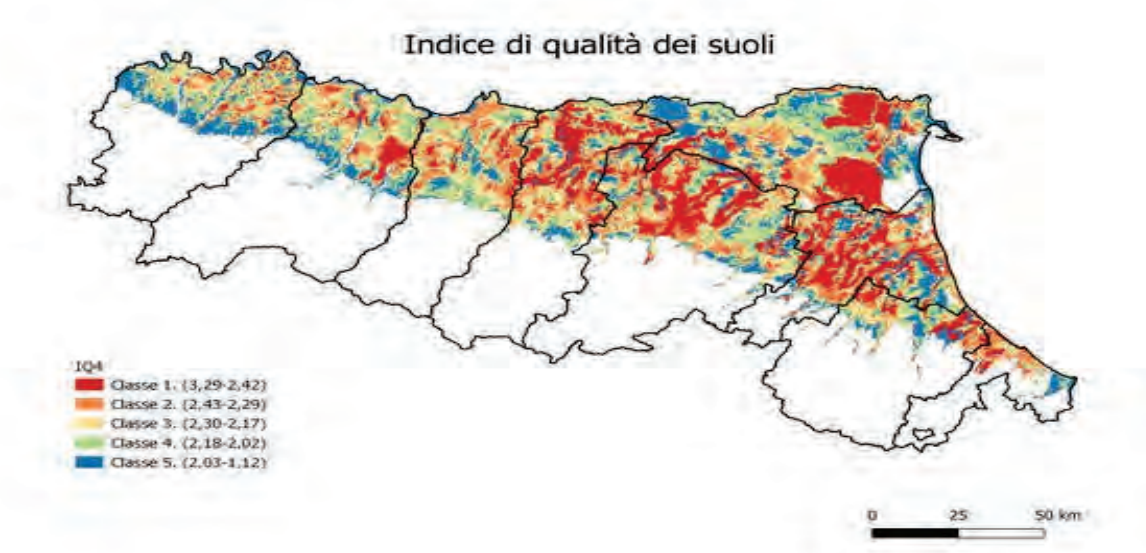 Indice di qualità dei suoli
IQ4
Classe 1. (3,29-2,42)
Classe 2. (2,43-2,29)
Classe 3. (2,30-2,17)
Classe 4. (2,18-2,02)
Classe 5. (2,03-1,12)
0 25 50 km